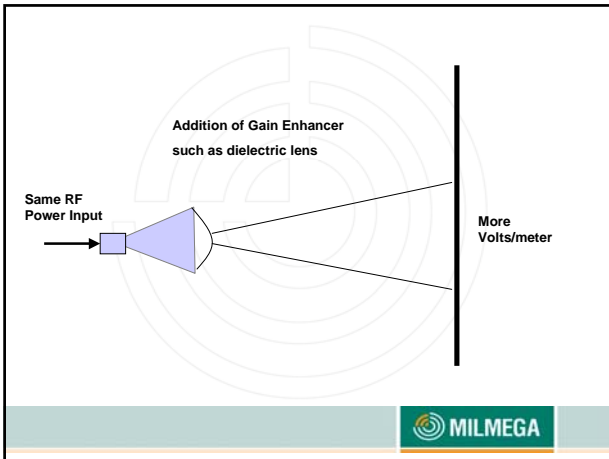 Addition of Gain Enhancer
such as dielectric lens
Same RF
Power Input
More
Volts/meter
MILMEGA